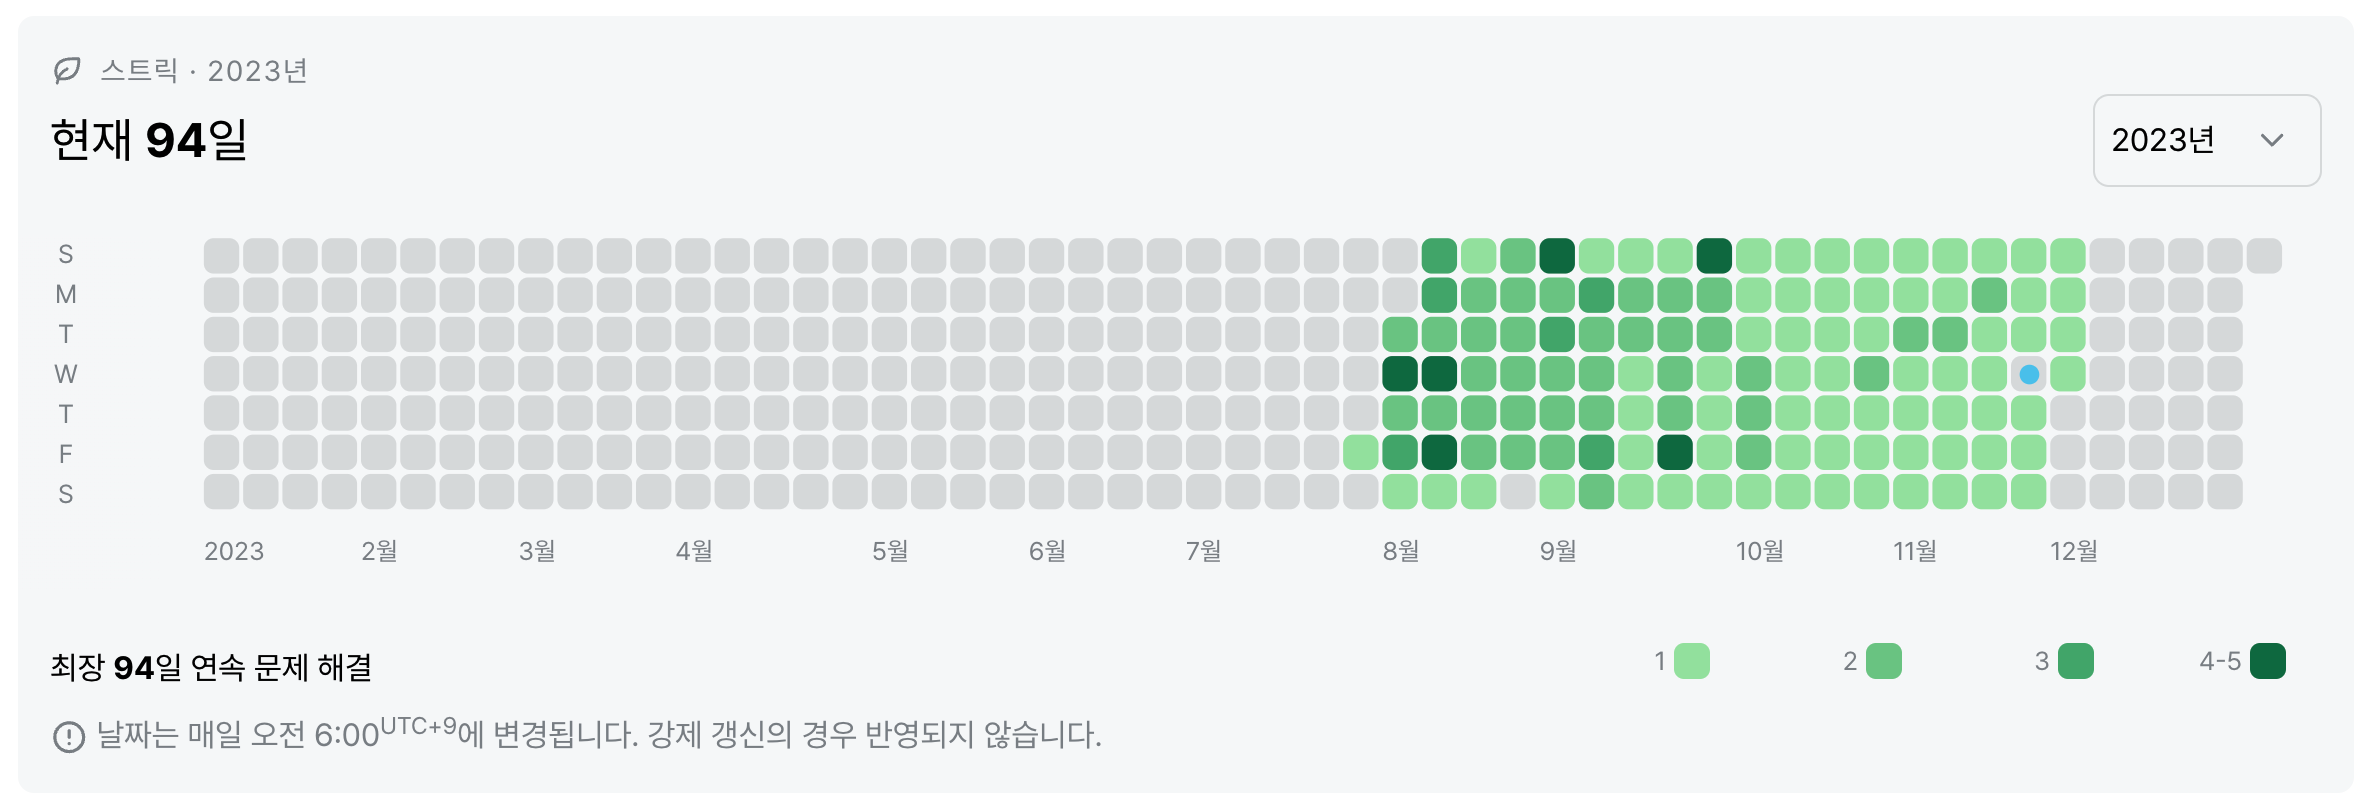 스트릭 · 2023년
현재 94일
2023년
S
M
T
W
T
F
S
2023 2월 3월 4월 5월 6월 7월 8월 9월 10월 11월 12월
최장 94일 연속 문제 해결
1 2 3 4-5
날짜는 매일 오전 6:00UTC+9에 변경됩니다. 강제 갱신의 경우 반영되지 않습니다.